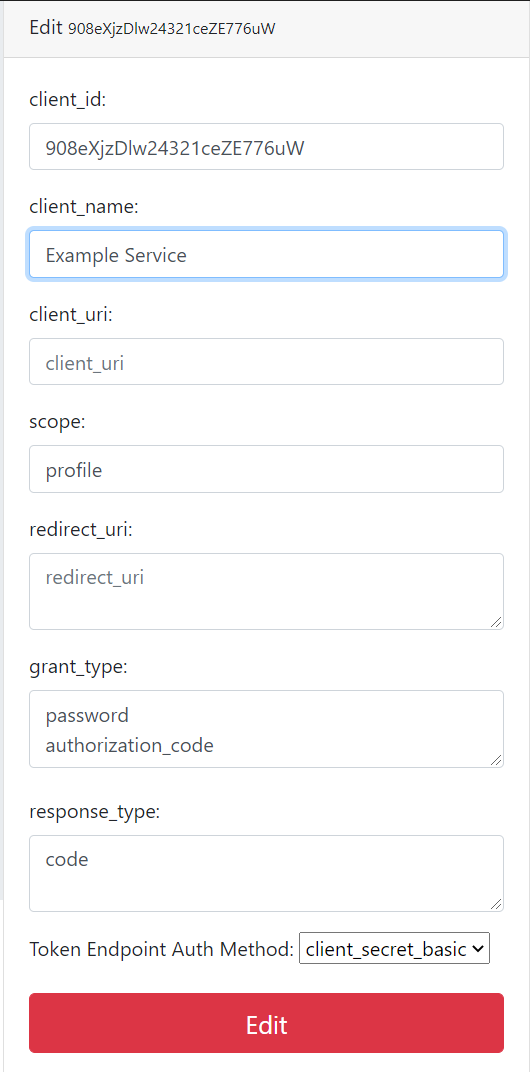 Edit 908eXjzDlw24321ceZE776uW
client_id:
908eXjzDlw24321ceZE776uW
client_name:
Example Service
client_uri:
client_uri
scope:
profile
redirect_uri:
redirect_uri
grant_type:
password
authorization_code
response_type:
code
Token Endpoint Auth Method: client_secret_basic
Edit